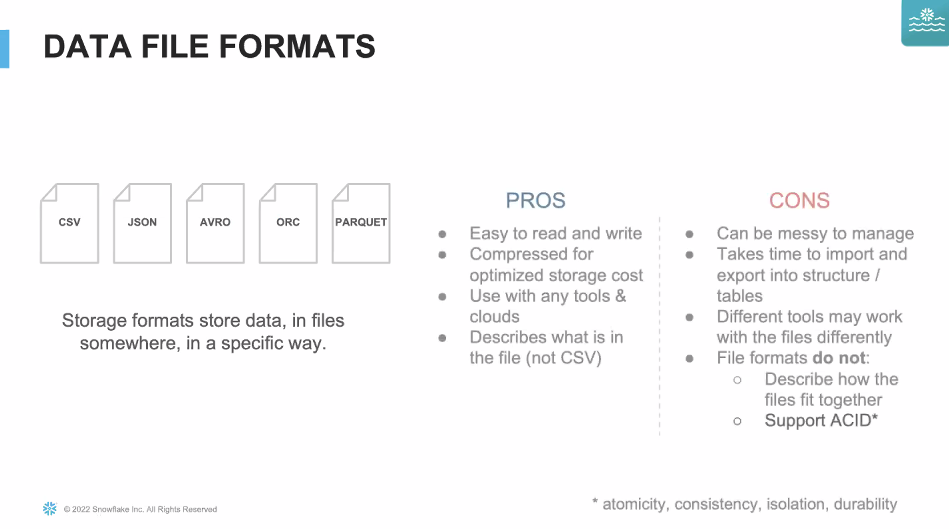 DATA FILE FORMATS
CSV
JSON
AVRO
ORC
PARQUET
Storage formats store data, in files
somewhere, in a specific way.
PROS
● Easy to read and write
● Compressed for
optimized storage cost
● Use with any tools &
clouds
● Describes what is in
the file (not CSV)
CONS
● Can be messy to manage
● Takes time to import and
export into structure /
tables
● Different tools may work
with the files differently
● File formats do not:
○ Describe how the
files fit together
○ Support ACID*
© 2022 Snowflake Inc. All Rights Reserved
* atomicity, consistency, isolation, durability